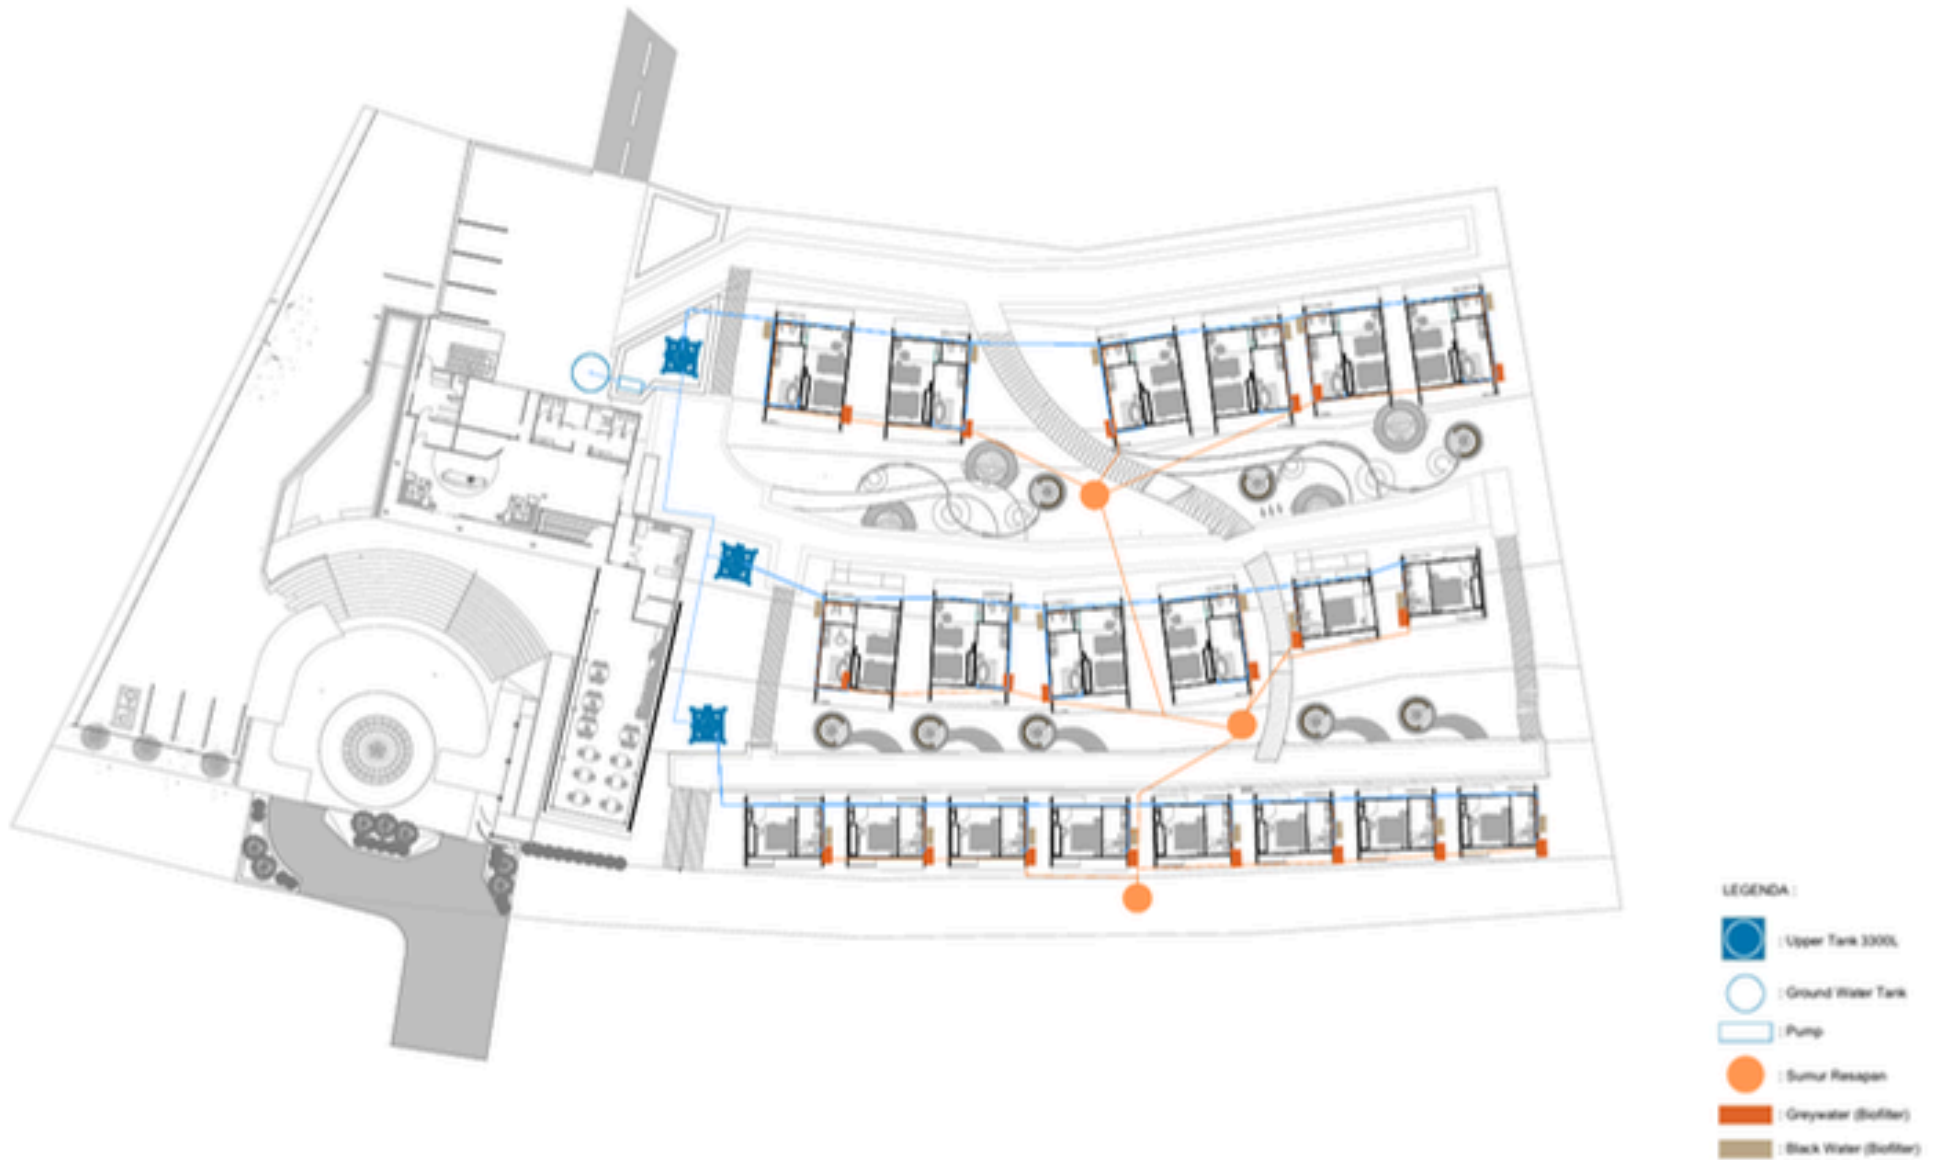 LEGENDA :
: Upper Tank 3300L
: Ground Water Tank
: Pump
: Sumur Resapan
: Greywater (Biofilter)
: Black Water (Biofilter)